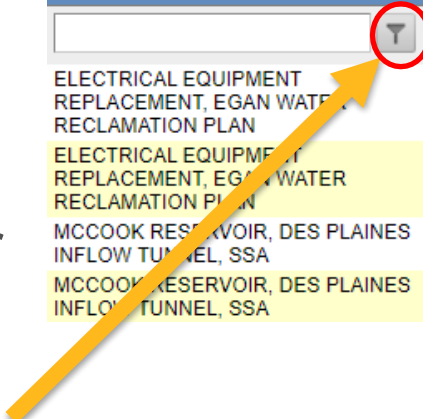 ELECTRICAL EQUIPMENT
REPLACEMENT, EGAN WATER
RECLAMATION PLAN
ELECTRICAL EQUIPMENT
REPLACEMENT, EGAN WATER
RECLAMATION PLAN
MCCOOK RESERVOIR, DES PLAINES
INFLOW TUNNEL, SSA
MCCOOK RESERVOIR, DES PLAINES
INFLOW TUNNEL, SSA